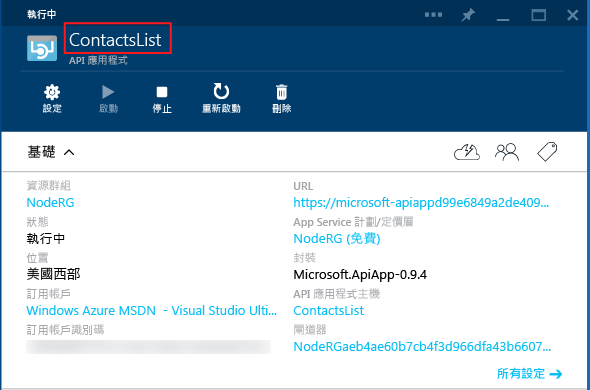 執行中
ContactsList
API 應用程式
設定
啟動
停止
重新啟動
刪除
基礎
資源群組
NodeRG
狀態
執行中
位置
美國西部
訂用帳戶
Windows Azure MSDN - Visual Studio Ulti...
訂用帳戶識別碼
URL
https://microsoft-apiappd99e6849a2de409...
App Service 計劃/定價層
NodeRG (免費)
封裝
Microsoft.ApiApp-0.9.4
API 應用程式主機
ContactsList
閘道器
NodeRGaeb4ae60b7cb4f3d966dfa43b6607...
所有設定